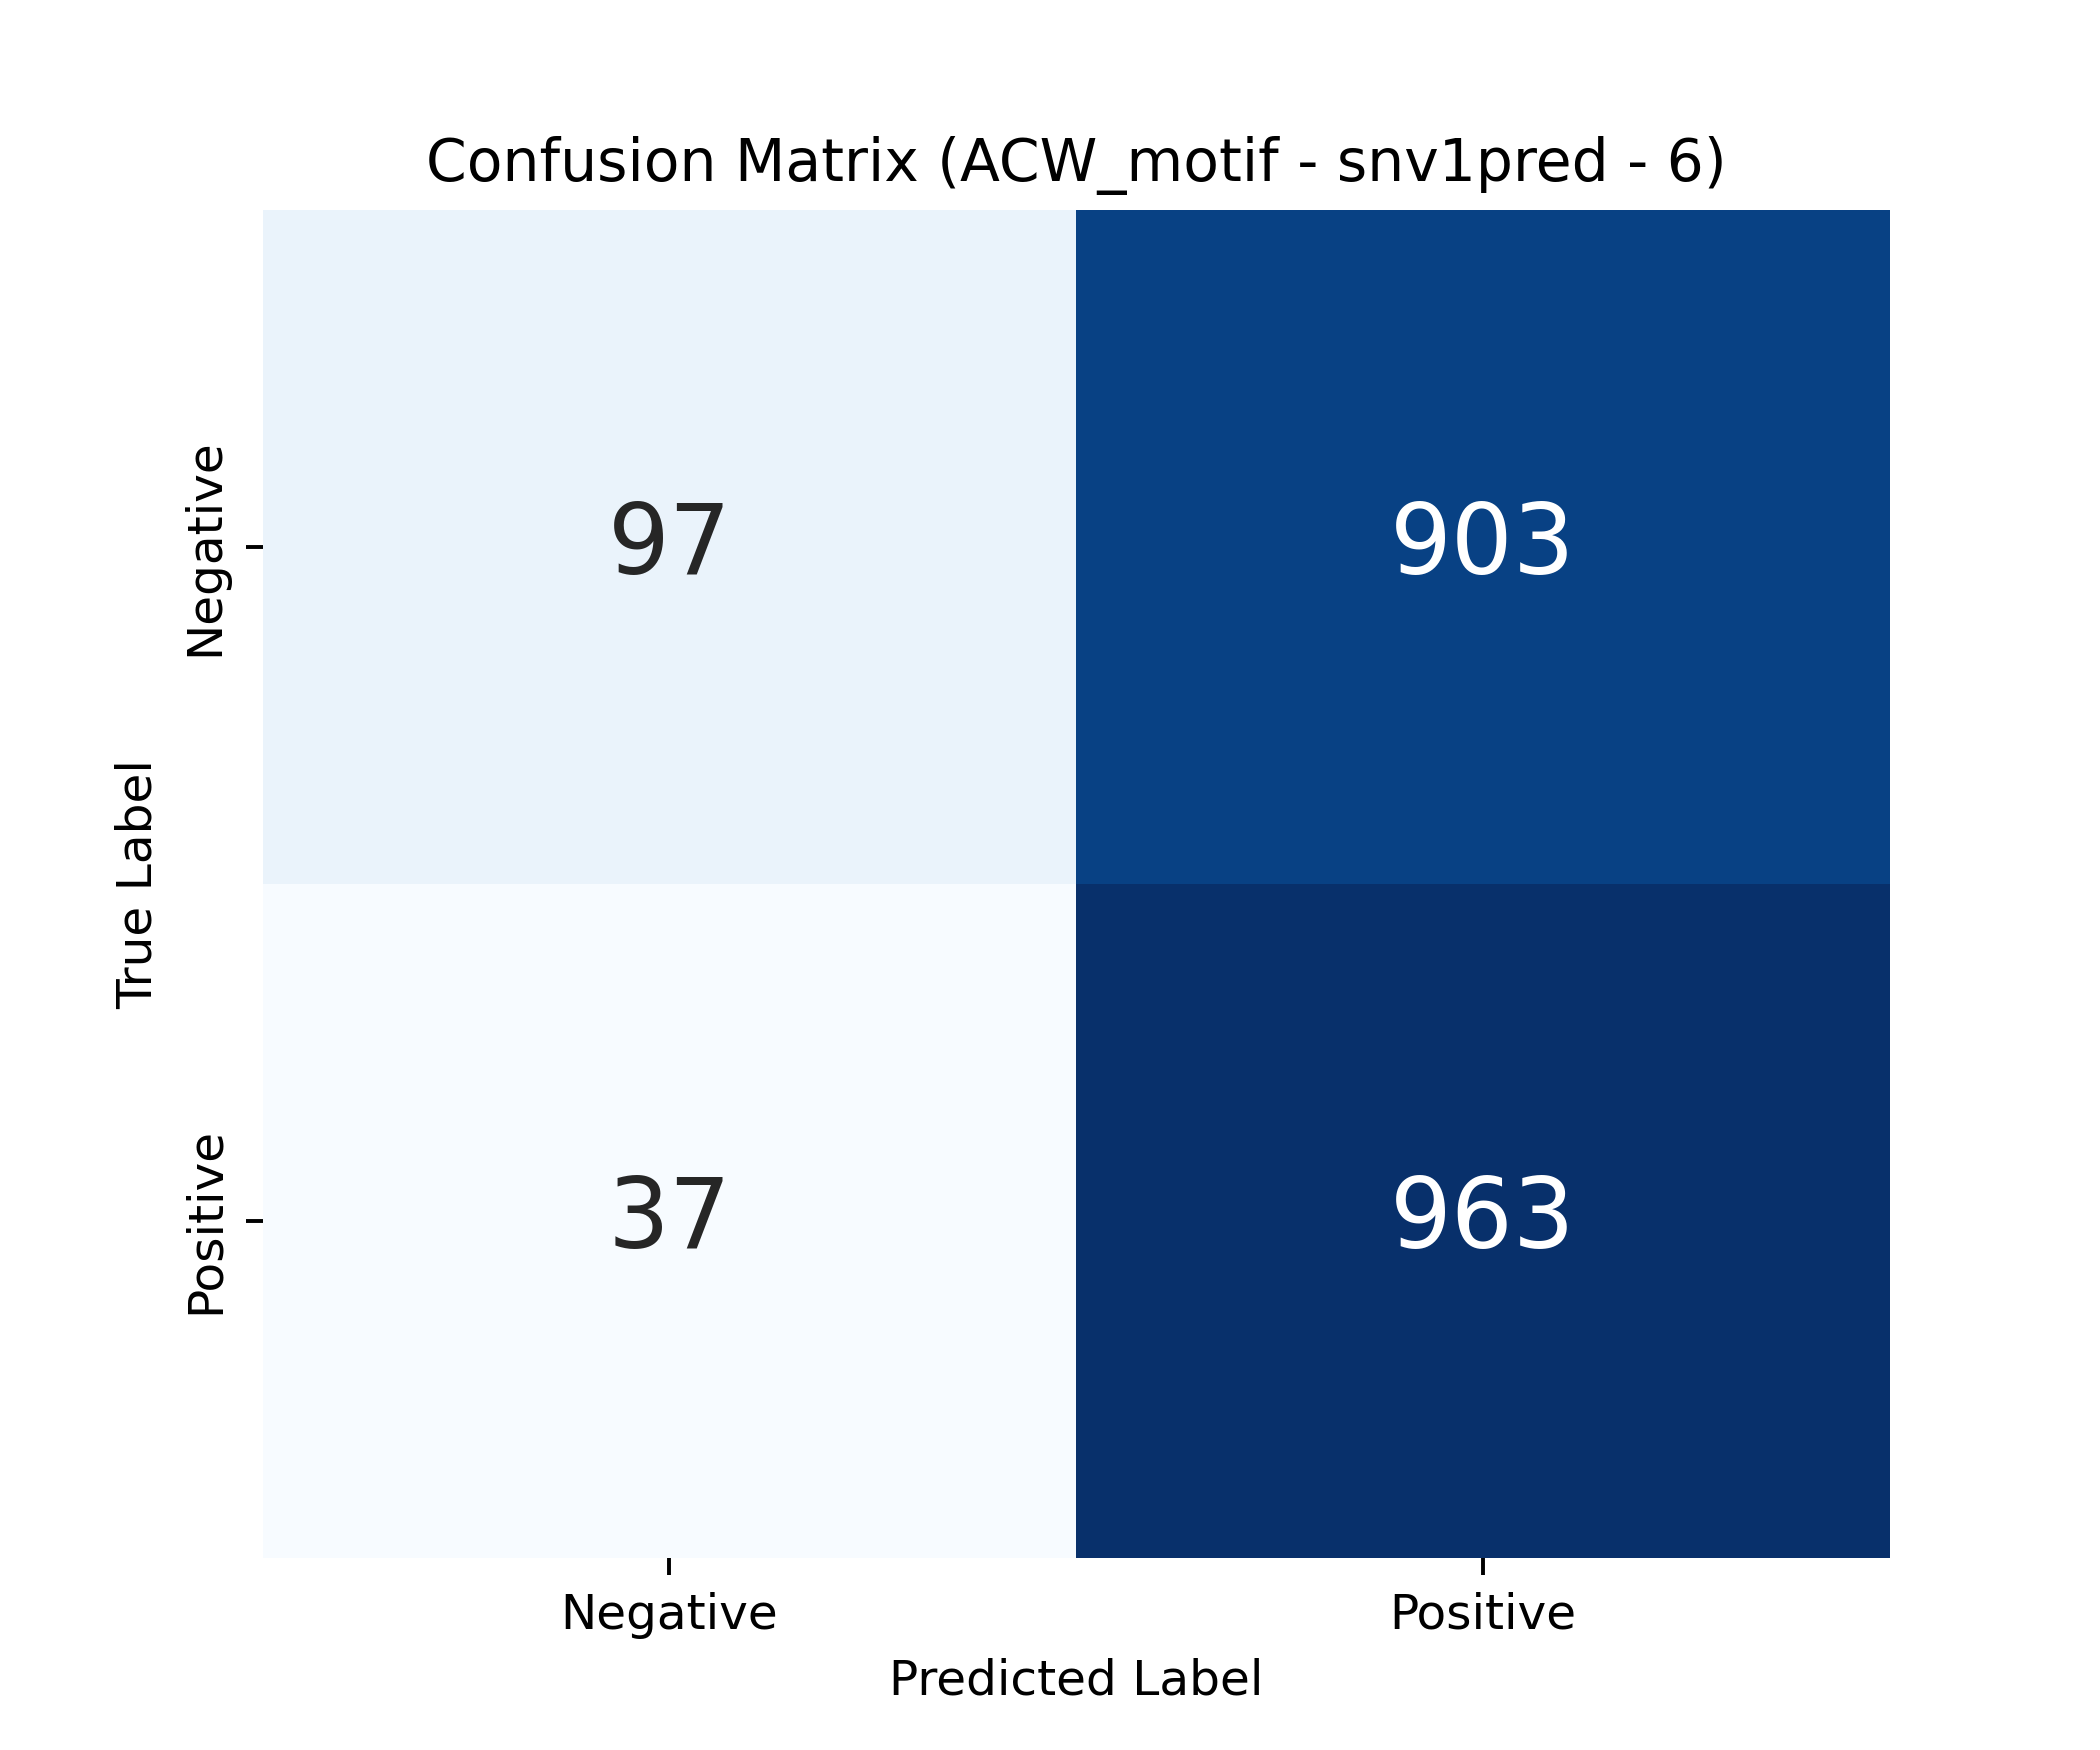 Confusion Matrix (ACW_motif - snv1pred - 6)
True Label
Negative
97
903
Positive
37
963
Negative
Positive
Predicted Label